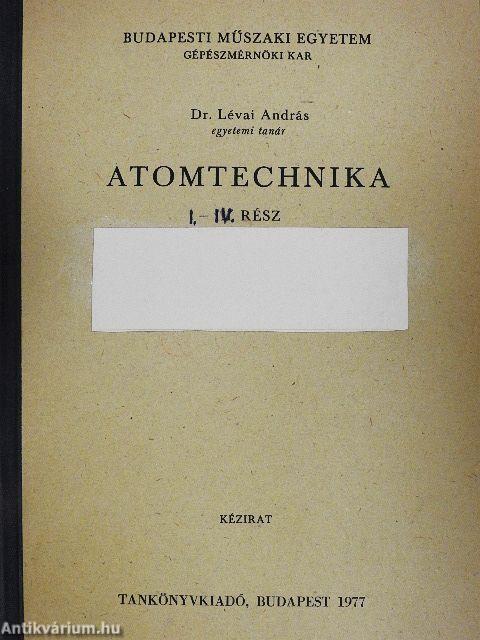 BUDAPESTI MŰSZAKI EGYETEM
GÉPÉSZMÉRNÖKI KAR
Dr. Lévai András
egyetemi tanár
ATOMTECHNIKA
I.–IV. RÉSZ
KÉZIRAT
TANKÖNYVKIADÓ, BUDAPEST 1977
Antikvárium.hu